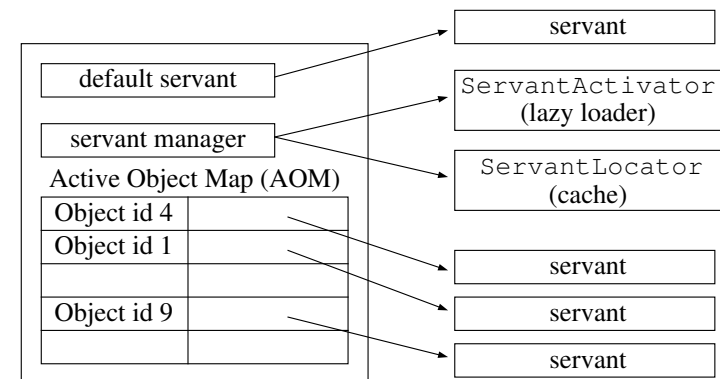 servant
default servant
ServantActivator
(lazy loader)
servant manager
ServantLocator
(cache)
Active Object Map (AOM)
Object id 4
Object id 1
Object id 9
servant
servant
servant